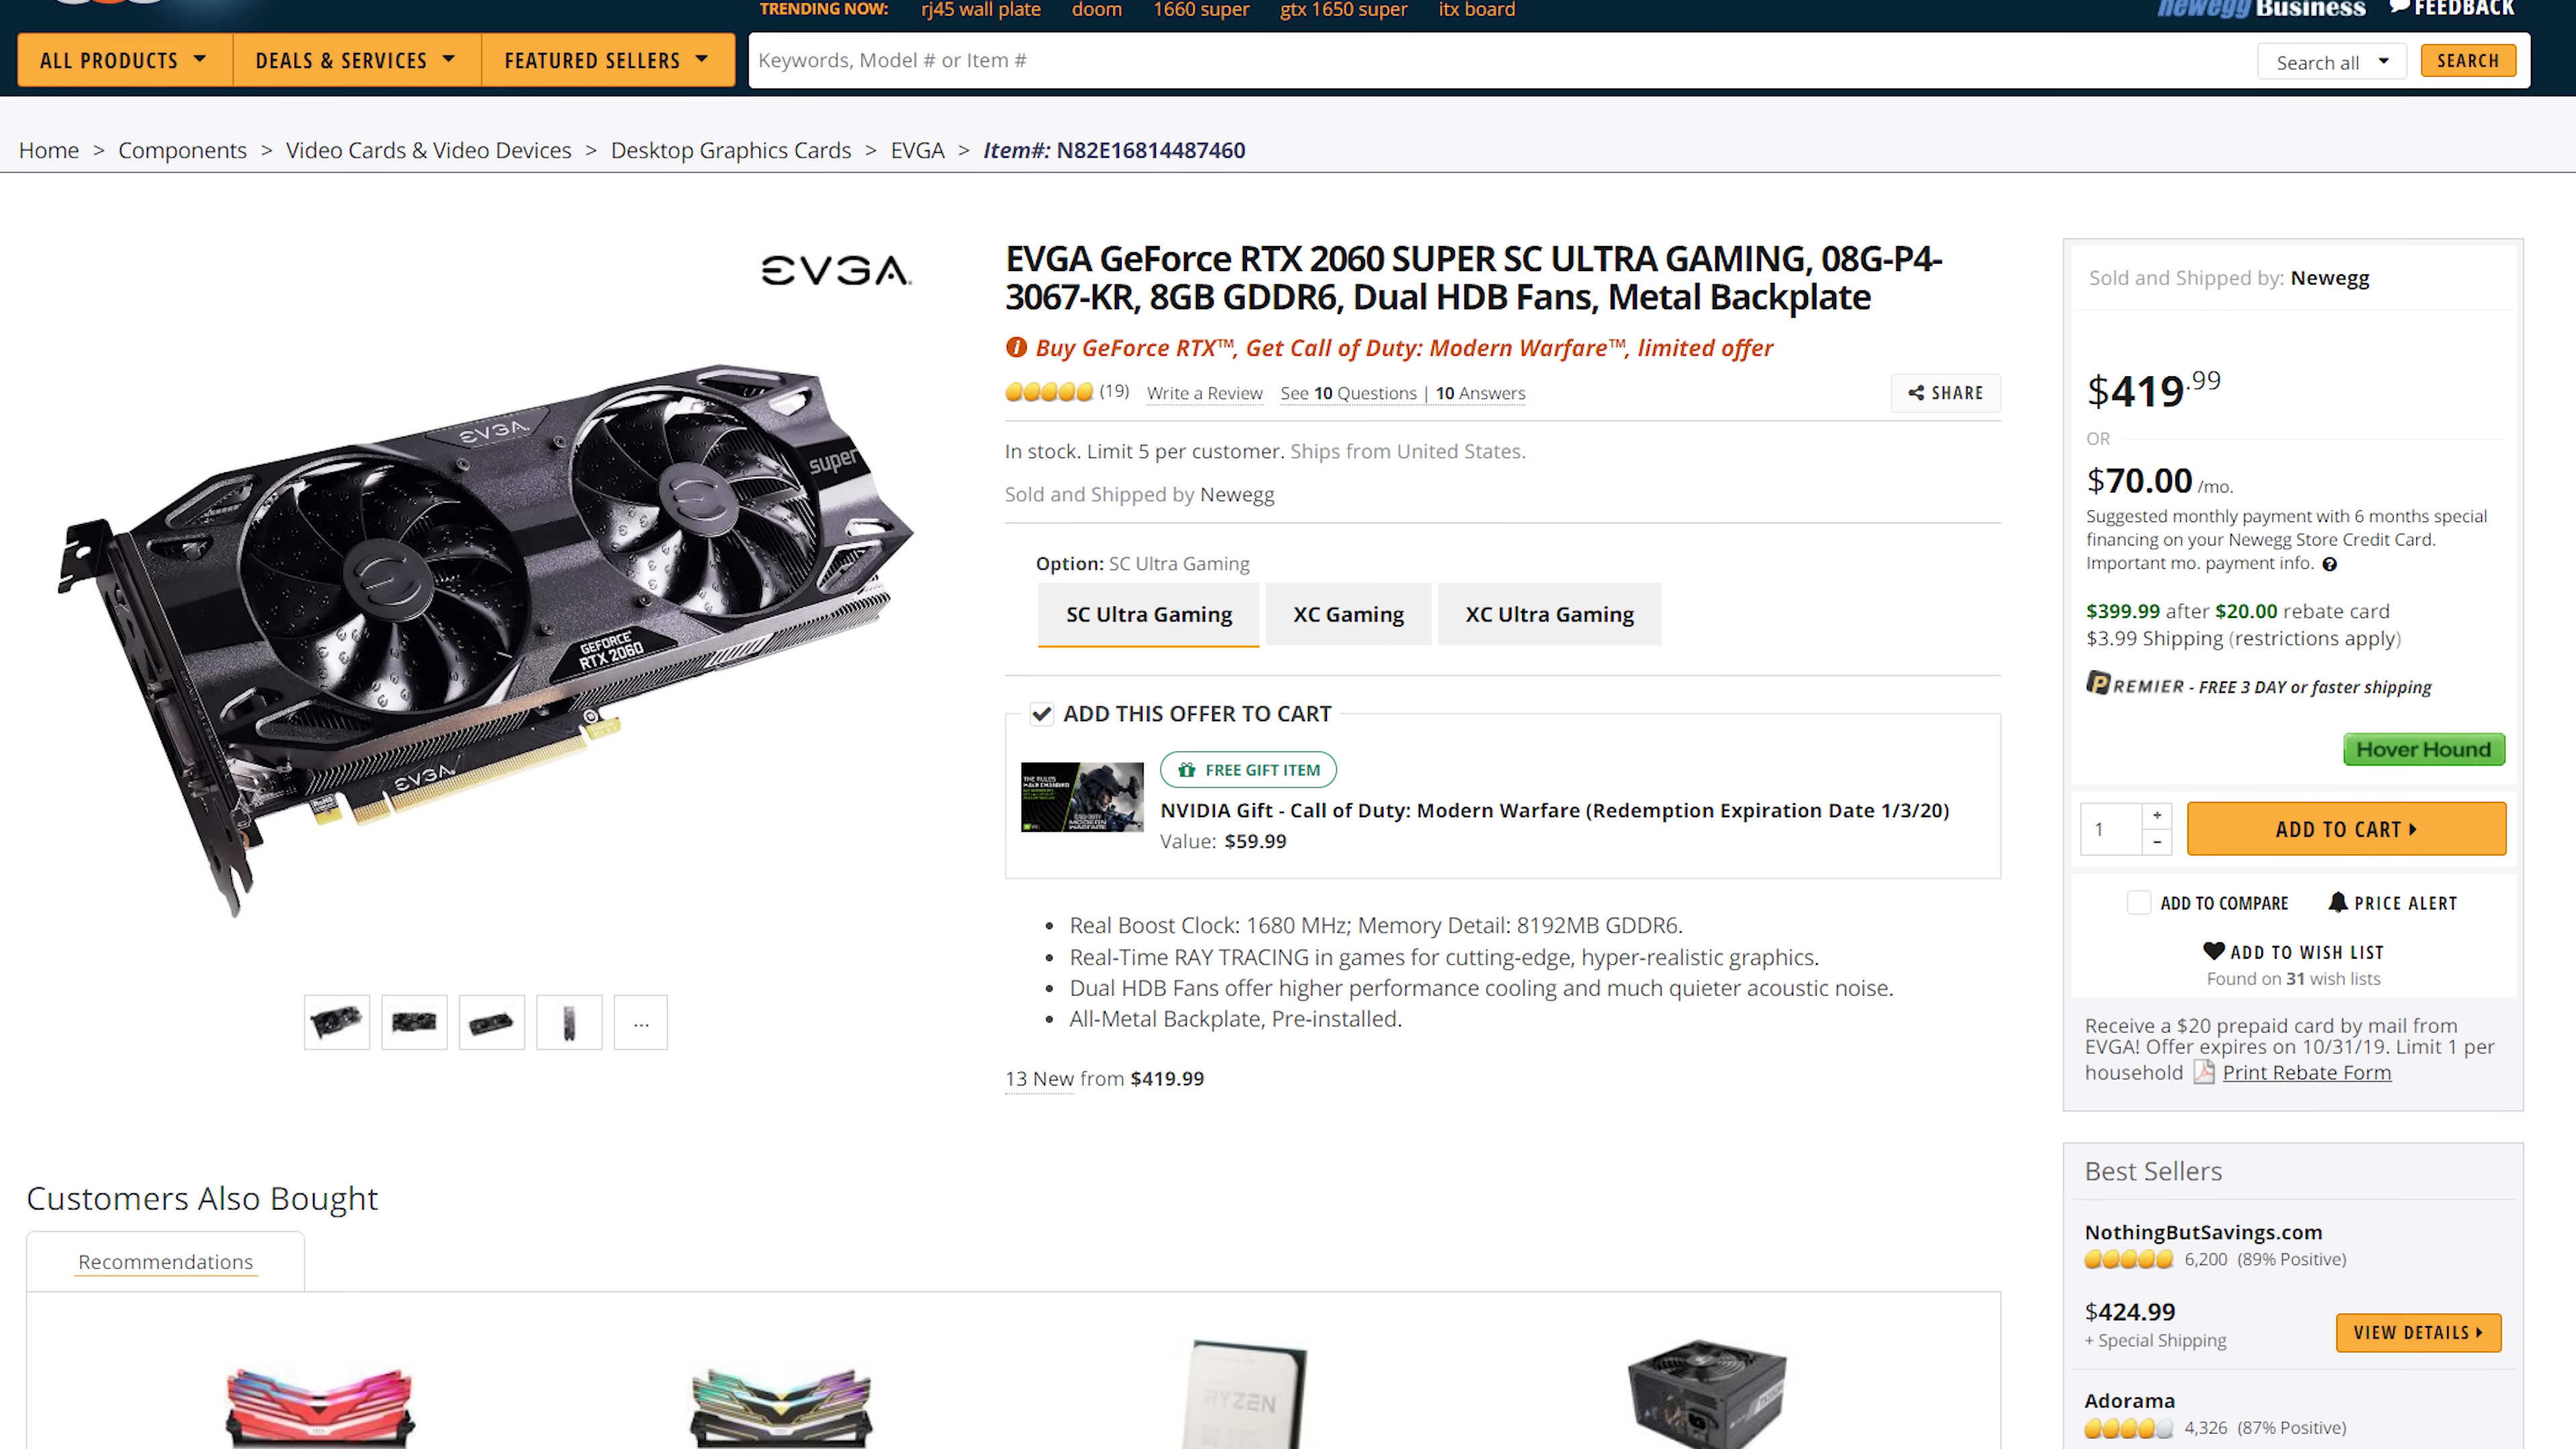 TRENDING NOW: rj45 wall plate doom 1660 super gtx 1650 super itx board
newegg Business FEEDBACK
ALL PRODUCTS DEALS & SERVICES FEATURED SELLERS Keywords, Model # or Item # Search all SEARCH
Home > Components > Video Cards & Video Devices > Desktop Graphics Cards > EVGA > Item#: N82E16814487460
EVGA
EVGA
super
GEFORCE
RTX 2060
EVGA
EVGA GeForce RTX 2060 SUPER SC ULTRA GAMING, 08G-P4-
3067-KR, 8GB GDDR6, Dual HDB Fans, Metal Backplate
Buy GeForce RTX™, Get Call of Duty: Modern Warfare™, limited offer
(19) Write a Review See 10 Questions | 10 Answers SHARE
In stock. Limit 5 per customer. Ships from United States.
Sold and Shipped by Newegg
Option: SC Ultra Gaming
SC Ultra Gaming XC Gaming XC Ultra Gaming
ADD THIS OFFER TO CART
FREE GIFT ITEM
NVIDIA Gift - Call of Duty: Modern Warfare (Redemption Expiration Date 1/3/20)
Value: $59.99
Real Boost Clock: 1680 MHz; Memory Detail: 8192MB GDDR6.
Real-Time RAY TRACING in games for cutting-edge, hyper-realistic graphics.
Dual HDB Fans offer higher performance cooling and much quieter acoustic noise.
All-Metal Backplate, Pre-installed.
...
13 New from $419.99
Sold and Shipped by: Newegg
$419.99
OR
$70.00 /mo.
Suggested monthly payment with 6 months special
financing on your Newegg Store Credit Card.
Important mo. payment info. ?
$399.99 after $20.00 rebate card
$3.99 Shipping (restrictions apply)
PREMIER - FREE 3 DAY or faster shipping
Hover Hound
1 + - ADD TO CART
ADD TO COMPARE PRICE ALERT
ADD TO WISH LIST
Found on 31 wish lists
Receive a $20 prepaid card by mail from
EVGA! Offer expires on 10/31/19. Limit 1 per
household Print Rebate Form
Customers Also Bought
Recommendations
RYZEN
Best Sellers
NothingButSavings.com
6,200 (89% Positive)
$424.99
+ Special Shipping
VIEW DETAILS
Adorama
4,326 (87% Positive)